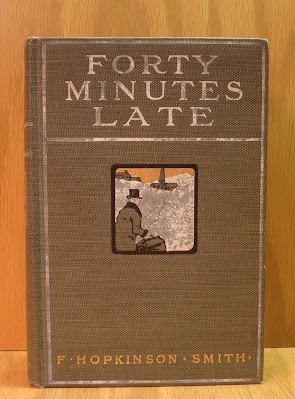 FORTY
MINUTES
LATE
F · HOPKINSON · SMITH ·